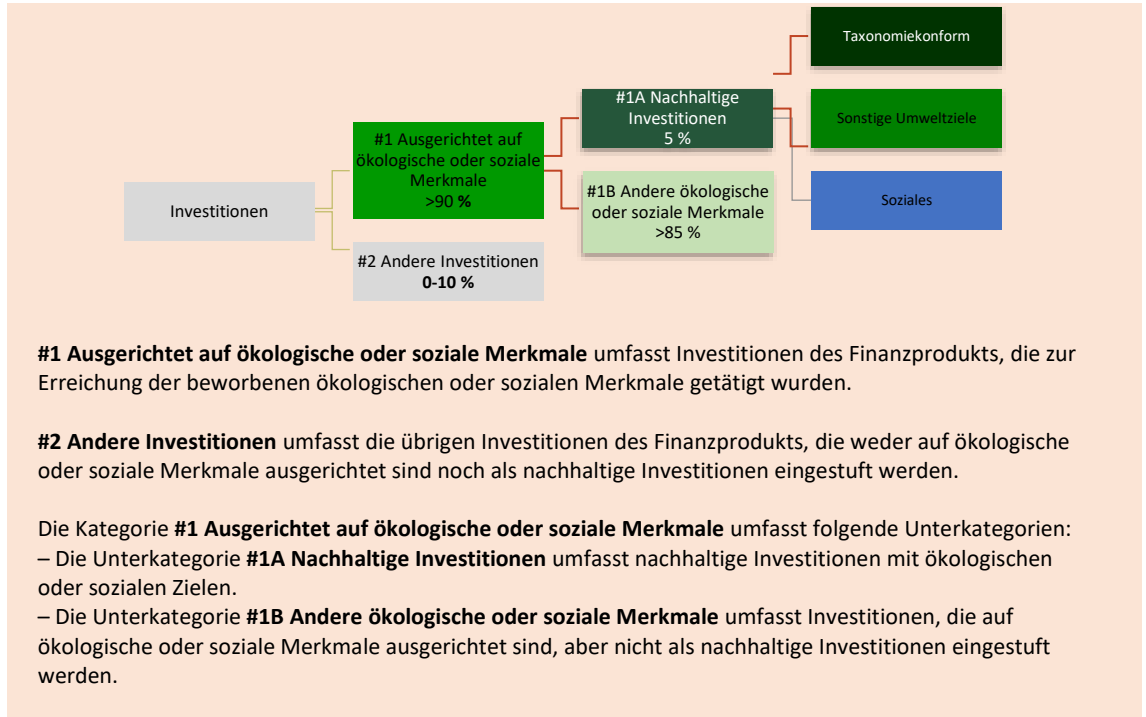 Taxonomiekonform
#1A Nachhaltige
Investitionen
5 %
Sonstige Umweltziele
#1 Ausgerichtet auf
ökologische oder soziale
Merkmale
>90 %
#1B Andere ökologische
oder soziale Merkmale
>85 %
Soziales
Investitionen
#2 Andere Investitionen
0-10 %
#1 Ausgerichtet auf ökologische oder soziale Merkmale umfasst Investitionen des Finanzprodukts, die zur
Erreichung der beworbenen ökologischen oder sozialen Merkmale getätigt wurden.
#2 Andere Investitionen umfasst die übrigen Investitionen des Finanzprodukts, die weder auf ökologische
oder soziale Merkmale ausgerichtet sind noch als nachhaltige Investitionen eingestuft werden.
Die Kategorie #1 Ausgerichtet auf ökologische oder soziale Merkmale umfasst folgende Unterkategorien:
– Die Unterkategorie #1A Nachhaltige Investitionen umfasst nachhaltige Investitionen mit ökologischen
oder sozialen Zielen.
– Die Unterkategorie #1B Andere ökologische oder soziale Merkmale umfasst Investitionen, die auf
ökologische oder soziale Merkmale ausgerichtet sind, aber nicht als nachhaltige Investitionen eingestuft
werden.